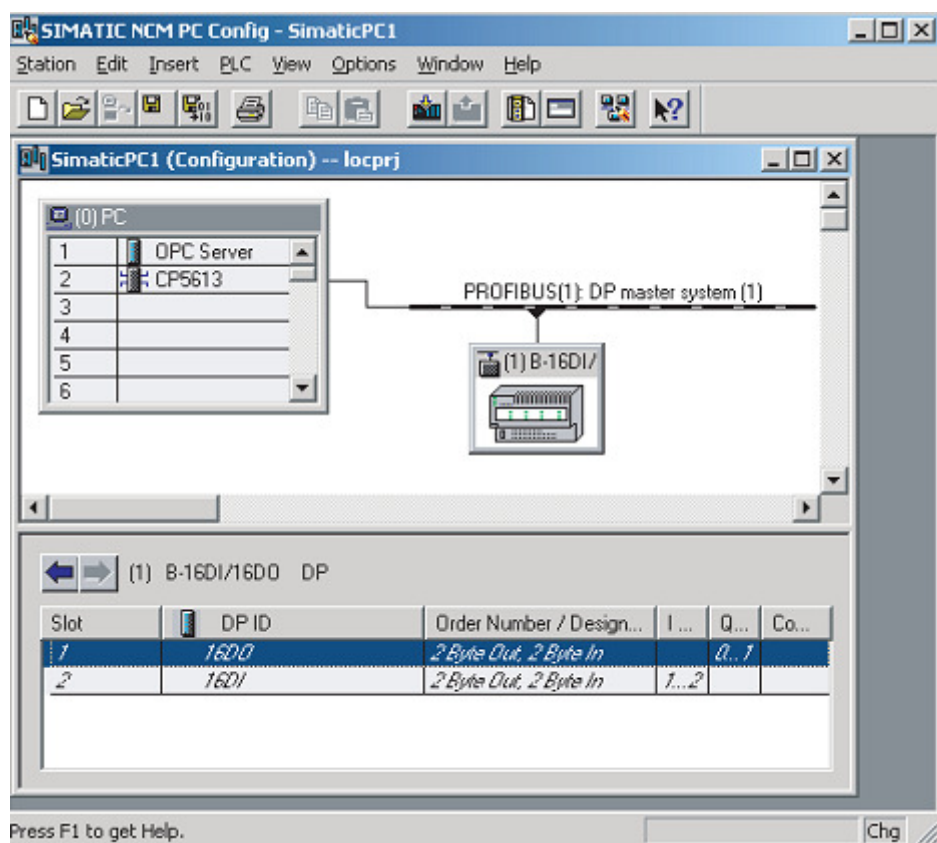 SIMATIC NCM PC Config - SimaticPC1
Station Edit Insert PLC View Options Window Help
SimaticPC1 (Configuration) -- locprj
(0) PC
1 OPC Server
2 CP5613
3
4
5
6
PROFIBUS(1): DP master system (1)
(1) B-16DI/
(1) B-16DI/16DO DP
Slot DP ID Order Number / Design... I ... Q... Co...
1 16DO 2 Byte Out, 2 Byte In 0...1
2 16DI 2 Byte Out, 2 Byte In 1...2
Press F1 to get Help.
Chg